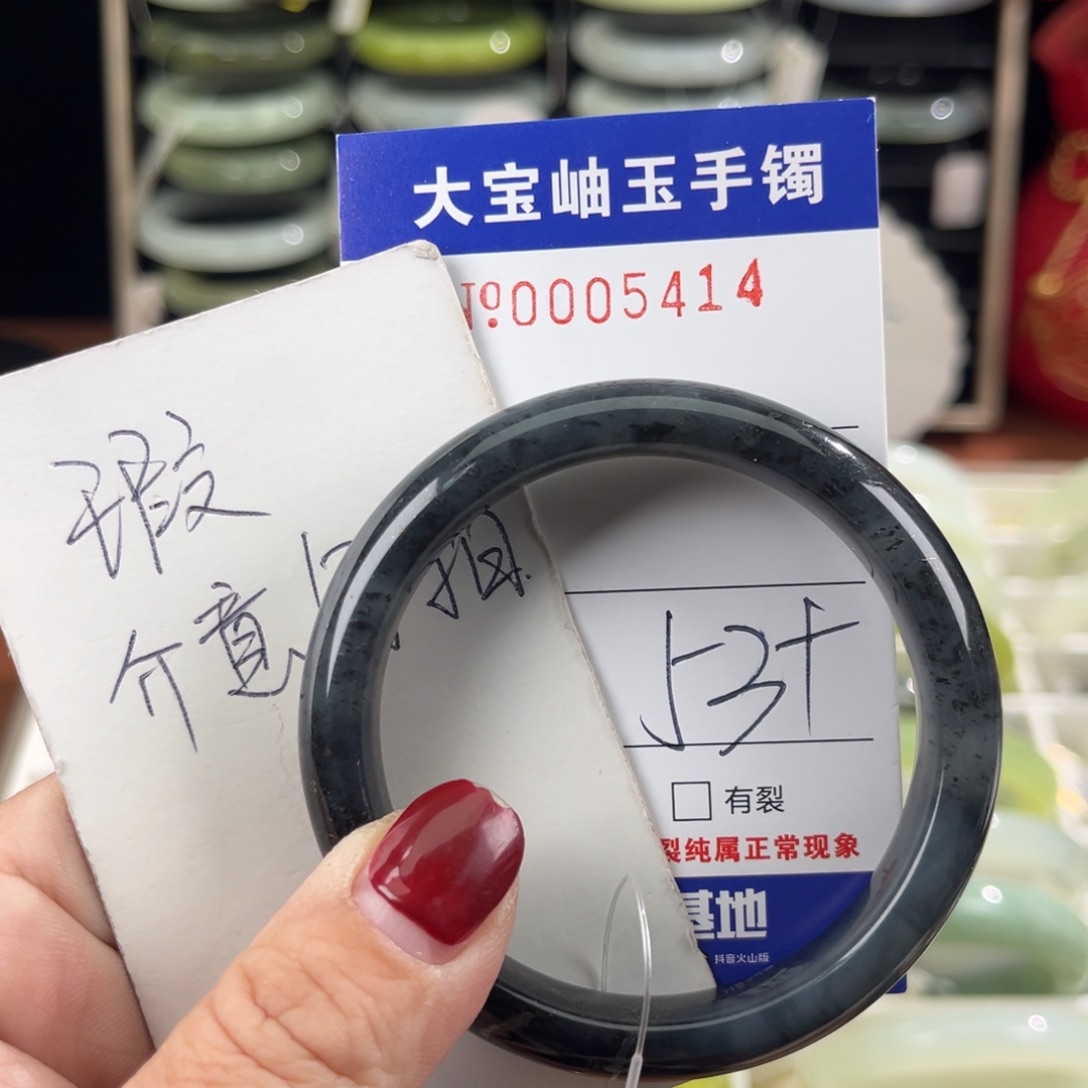 大宝岫玉手镯
№0005414
瑕
介意
拍
53+
□有裂
裂纯属正常现象
基地
抖音火山版